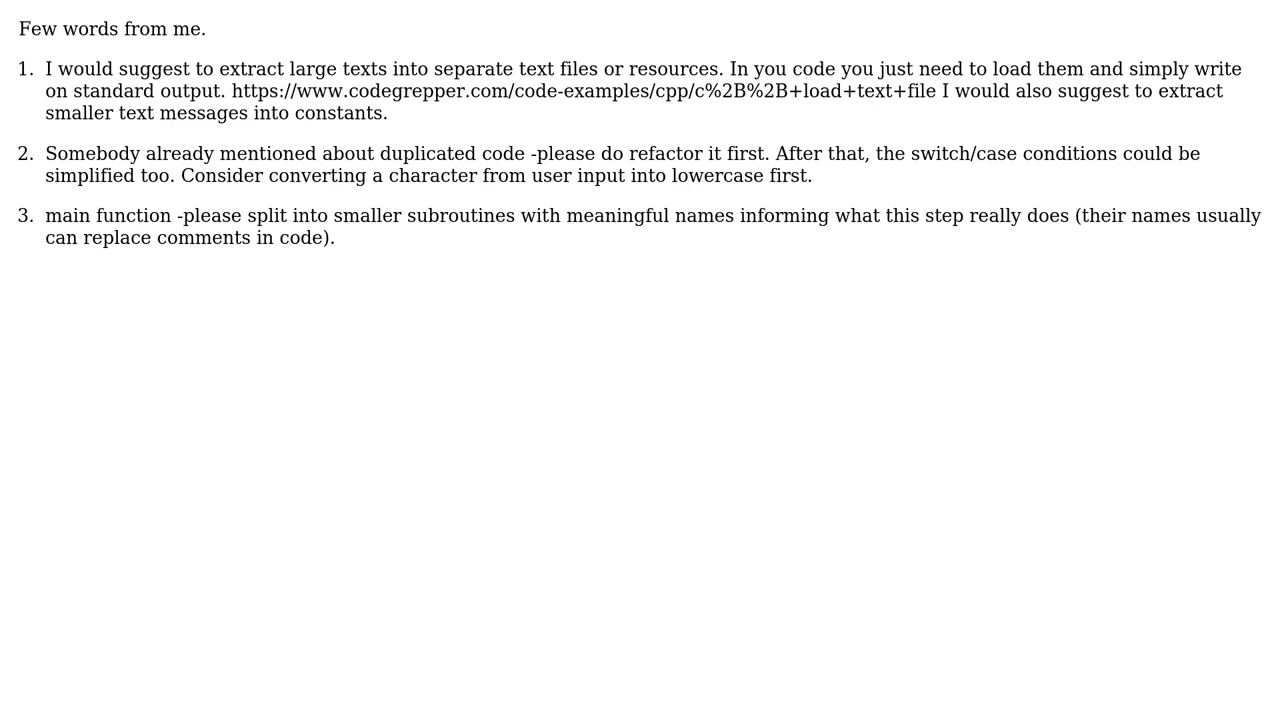 Few words from me.
1. I would suggest to extract large texts into separate text files or resources. In you code you just need to load them and simply write
on standard output. https://www.codegrepper.com/code-examples/cpp/c%2B%2B+load+text+file I would also suggest to extract
smaller text messages into constants.
2. Somebody already mentioned about duplicated code -please do refactor it first. After that, the switch/case conditions could be
simplified too. Consider converting a character from user input into lowercase first.
3. main function -please split into smaller subroutines with meaningful names informing what this step really does (their names usually
can replace comments in code).